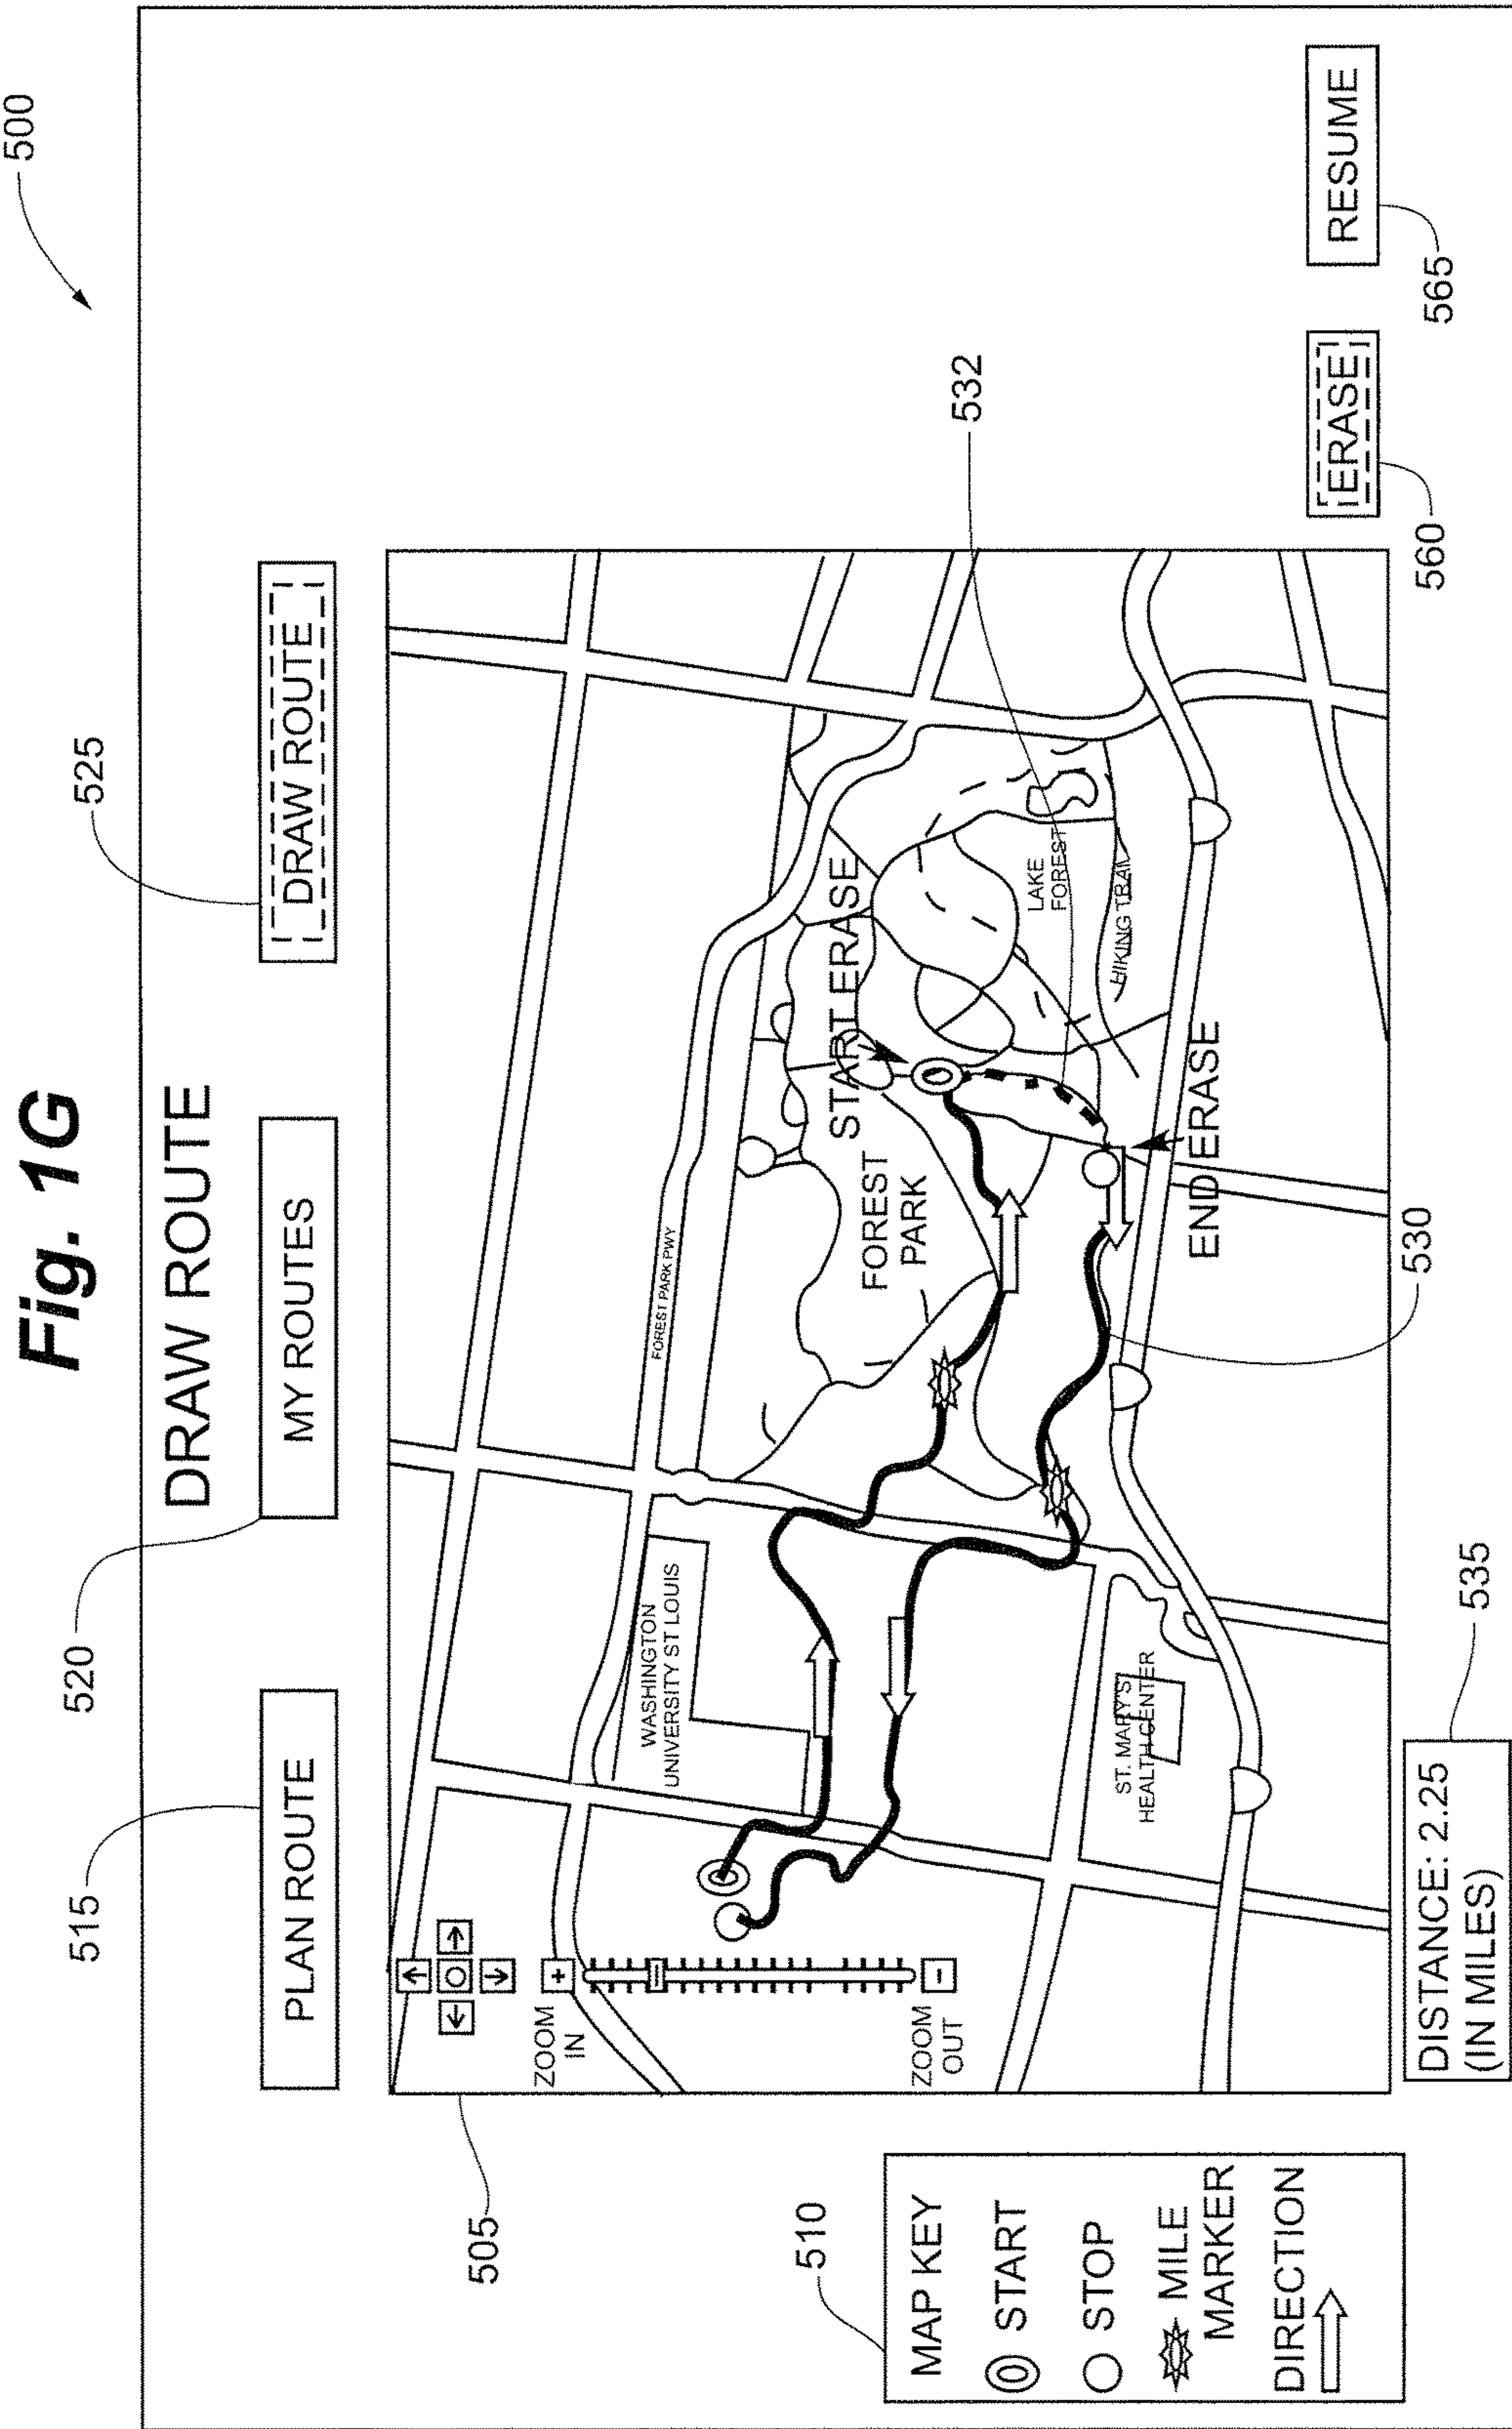 Fig. 1G
500
DRAW ROUTE
515
520
525
PLAN ROUTE
MY ROUTES
DRAW ROUTE
505
ZOOM
IN
+
ZOOM
OUT
-
FOREST PARK PWY
WASHINGTON
UNIVERSITY ST LOUIS
FOREST
PARK
START ERASE
LAKE
FOREST
HIKING TRAIL
END ERASE
ST. MARY'S
HEALTH CENTER
532
530
510
MAP KEY
START
STOP
MILE
MARKER
DIRECTION
DISTANCE: 2.25
(IN MILES)
535
ERASE
560
RESUME
565